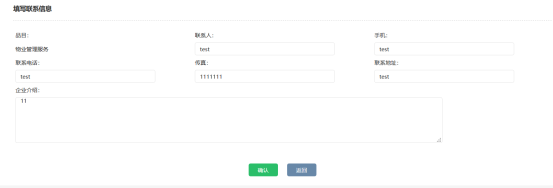 填写联系信息
品目：
联系人：
手机：
物业管理服务
test
test
联系电话：
传真：
联系地址：
test
1111111
test
企业介绍：
11
确认
返回